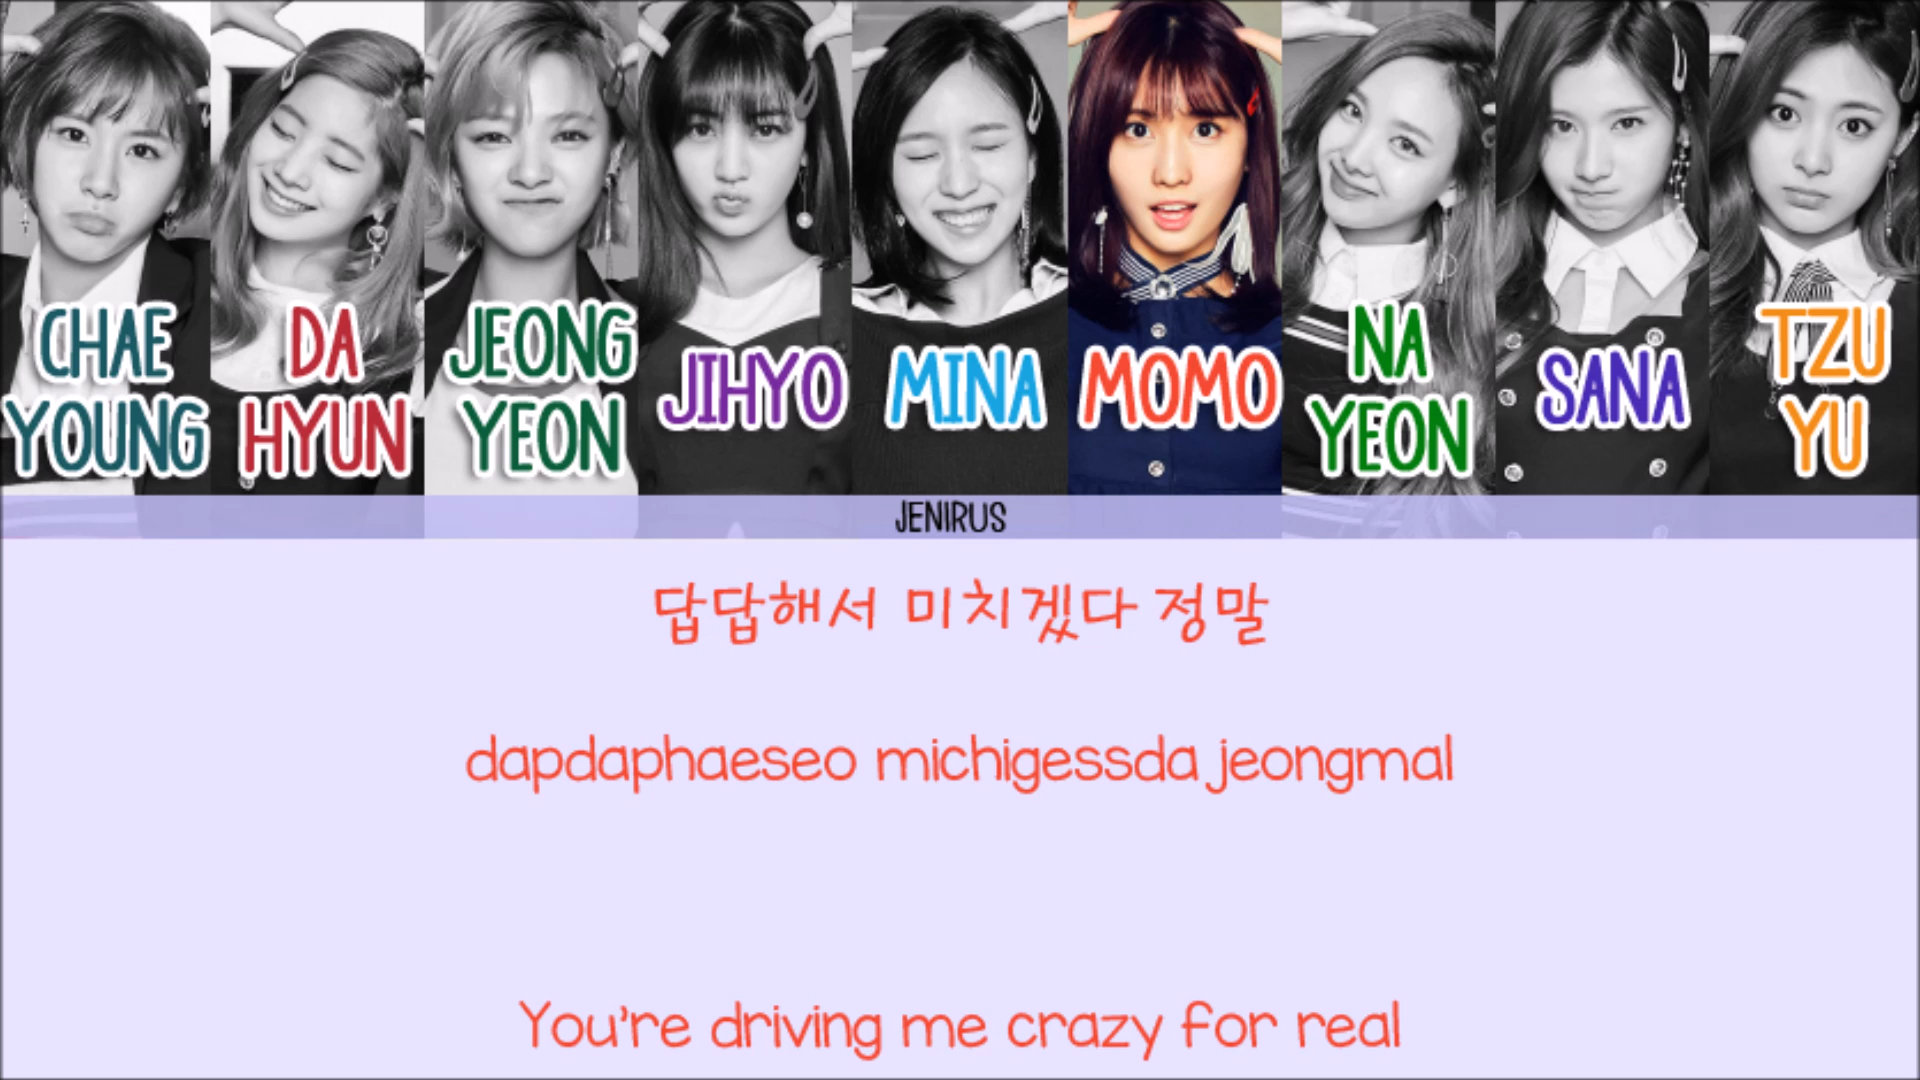 CHAE
YOUNG
DA
HYUN
JEONG
YEON
JIHYO
MINA
MOMO
NA
YEON
SANA
TZU
YU
JENIRUS
답답해서 미치겠다 정말
dapdaphaeseo michigessda jeongmal
You're driving me crazy for real